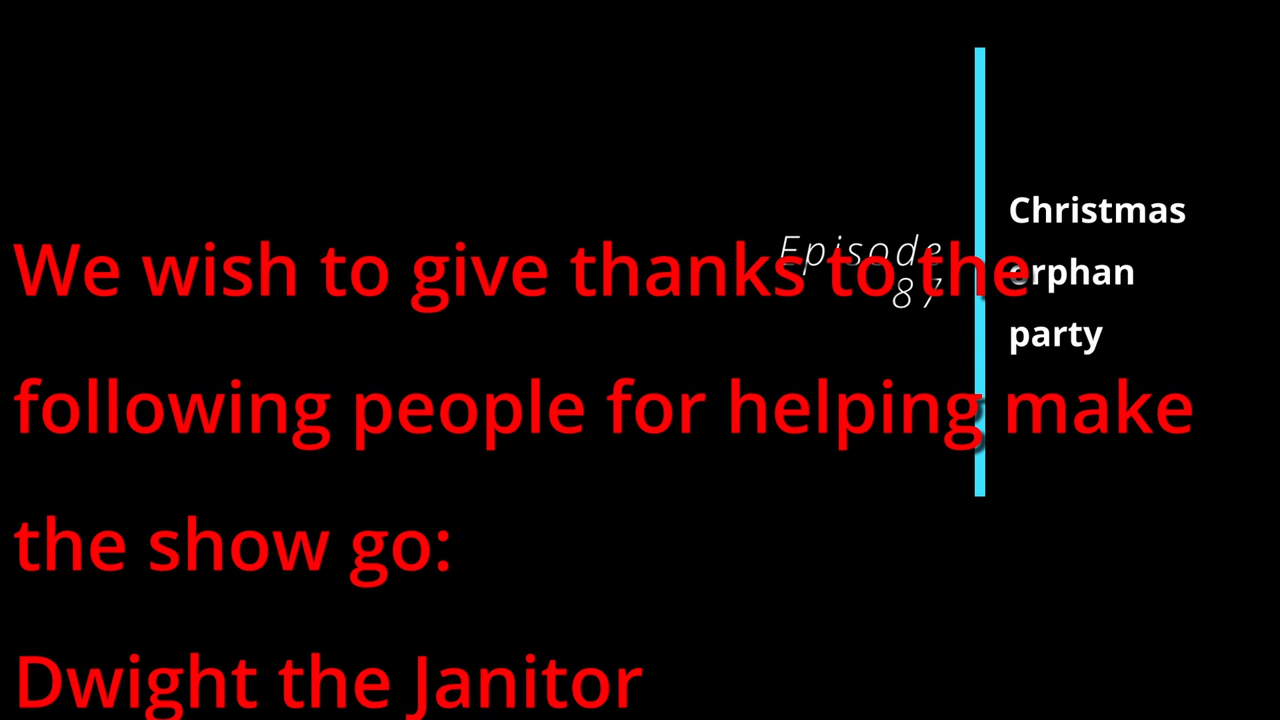 Episode
87
Christmas
orphan
party
We wish to give thanks to the
following people for helping make
the show go:
Dwight the Janitor